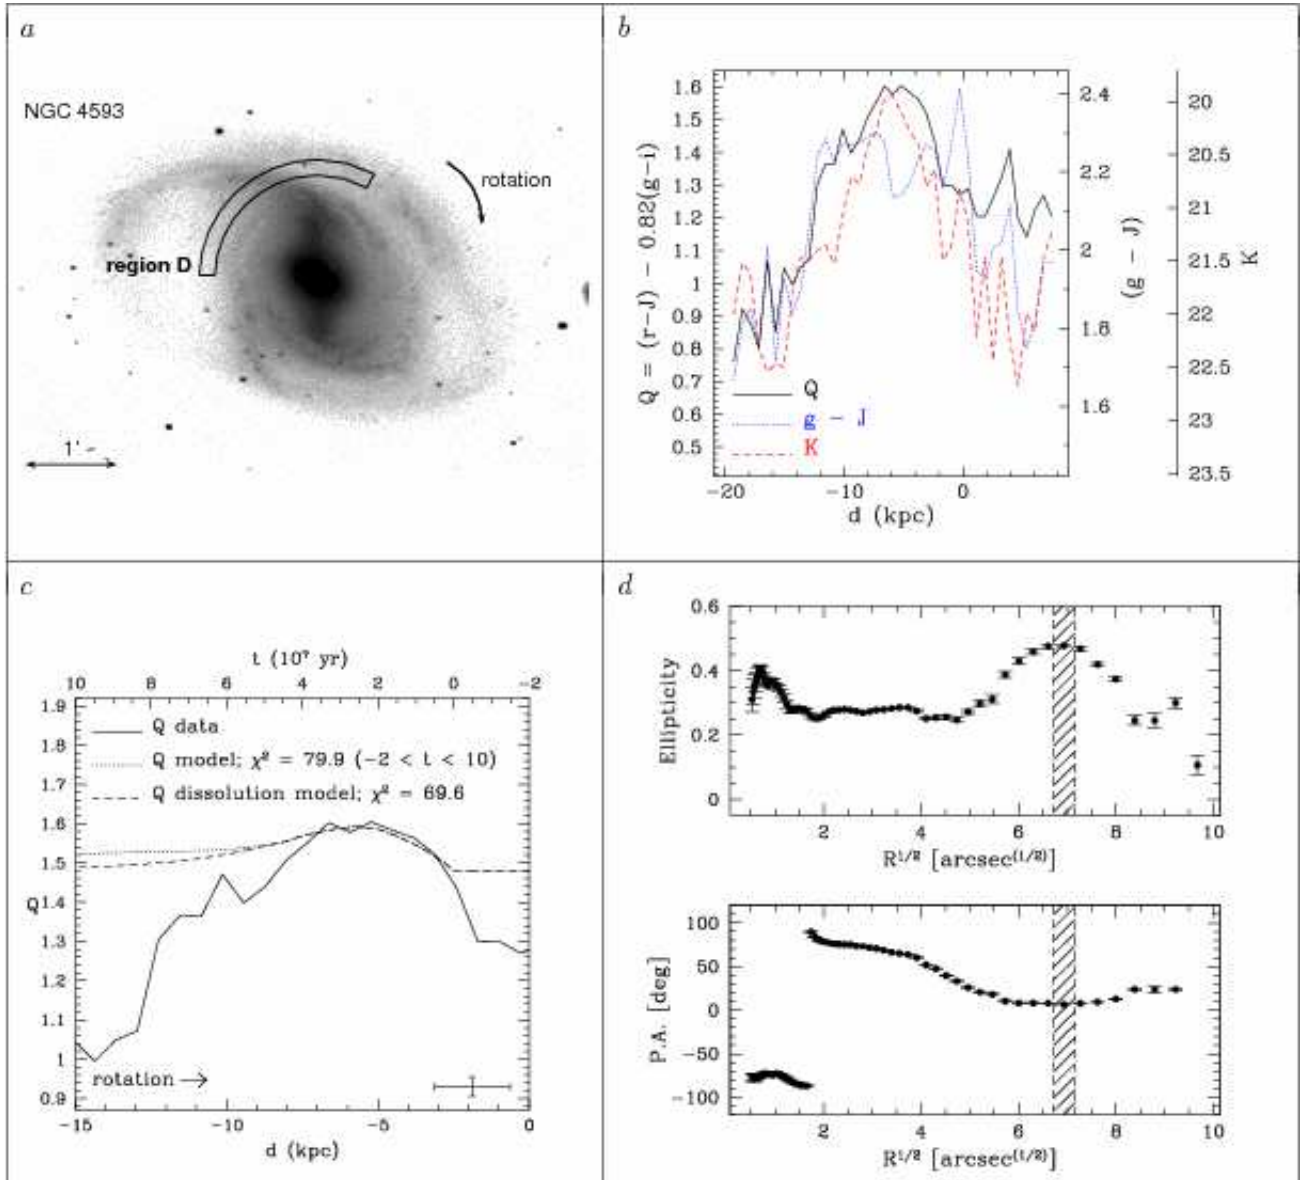 a
NGC 4593
rotation
region D
1'
b
Q = (r-J) - 0.82(g-i)
1.6
1.5
1.4
1.3
1.2
1.1
1
0.9
0.8
0.7
0.6
0.5
Q
g - J
K
-20
-10
0
d (kpc)
2.4
2.2
2
1.8
1.6
(g - J)
20
20.5
21
21.5
22
22.5
23
23.5
K
c
t (10⁷ yr)
10
8
6
4
2
0
-2
Q data
Q model; χ² = 79.9 (-2 < t < 10)
Q dissolution model; χ² = 69.6
1.9
1.8
1.7
1.6
1.5
1.4
1.3
1.2
1.1
1
0.9
Q
rotation →
-15
-10
-5
0
d (kpc)
d
Ellipticity
0.6
0.4
0.2
0
2
4
6
8
10
R^1/2 [arcsec^(1/2)]
P.A. [deg]
100
50
0
-50
-100
2
4
6
8
10
R^1/2 [arcsec^(1/2)]